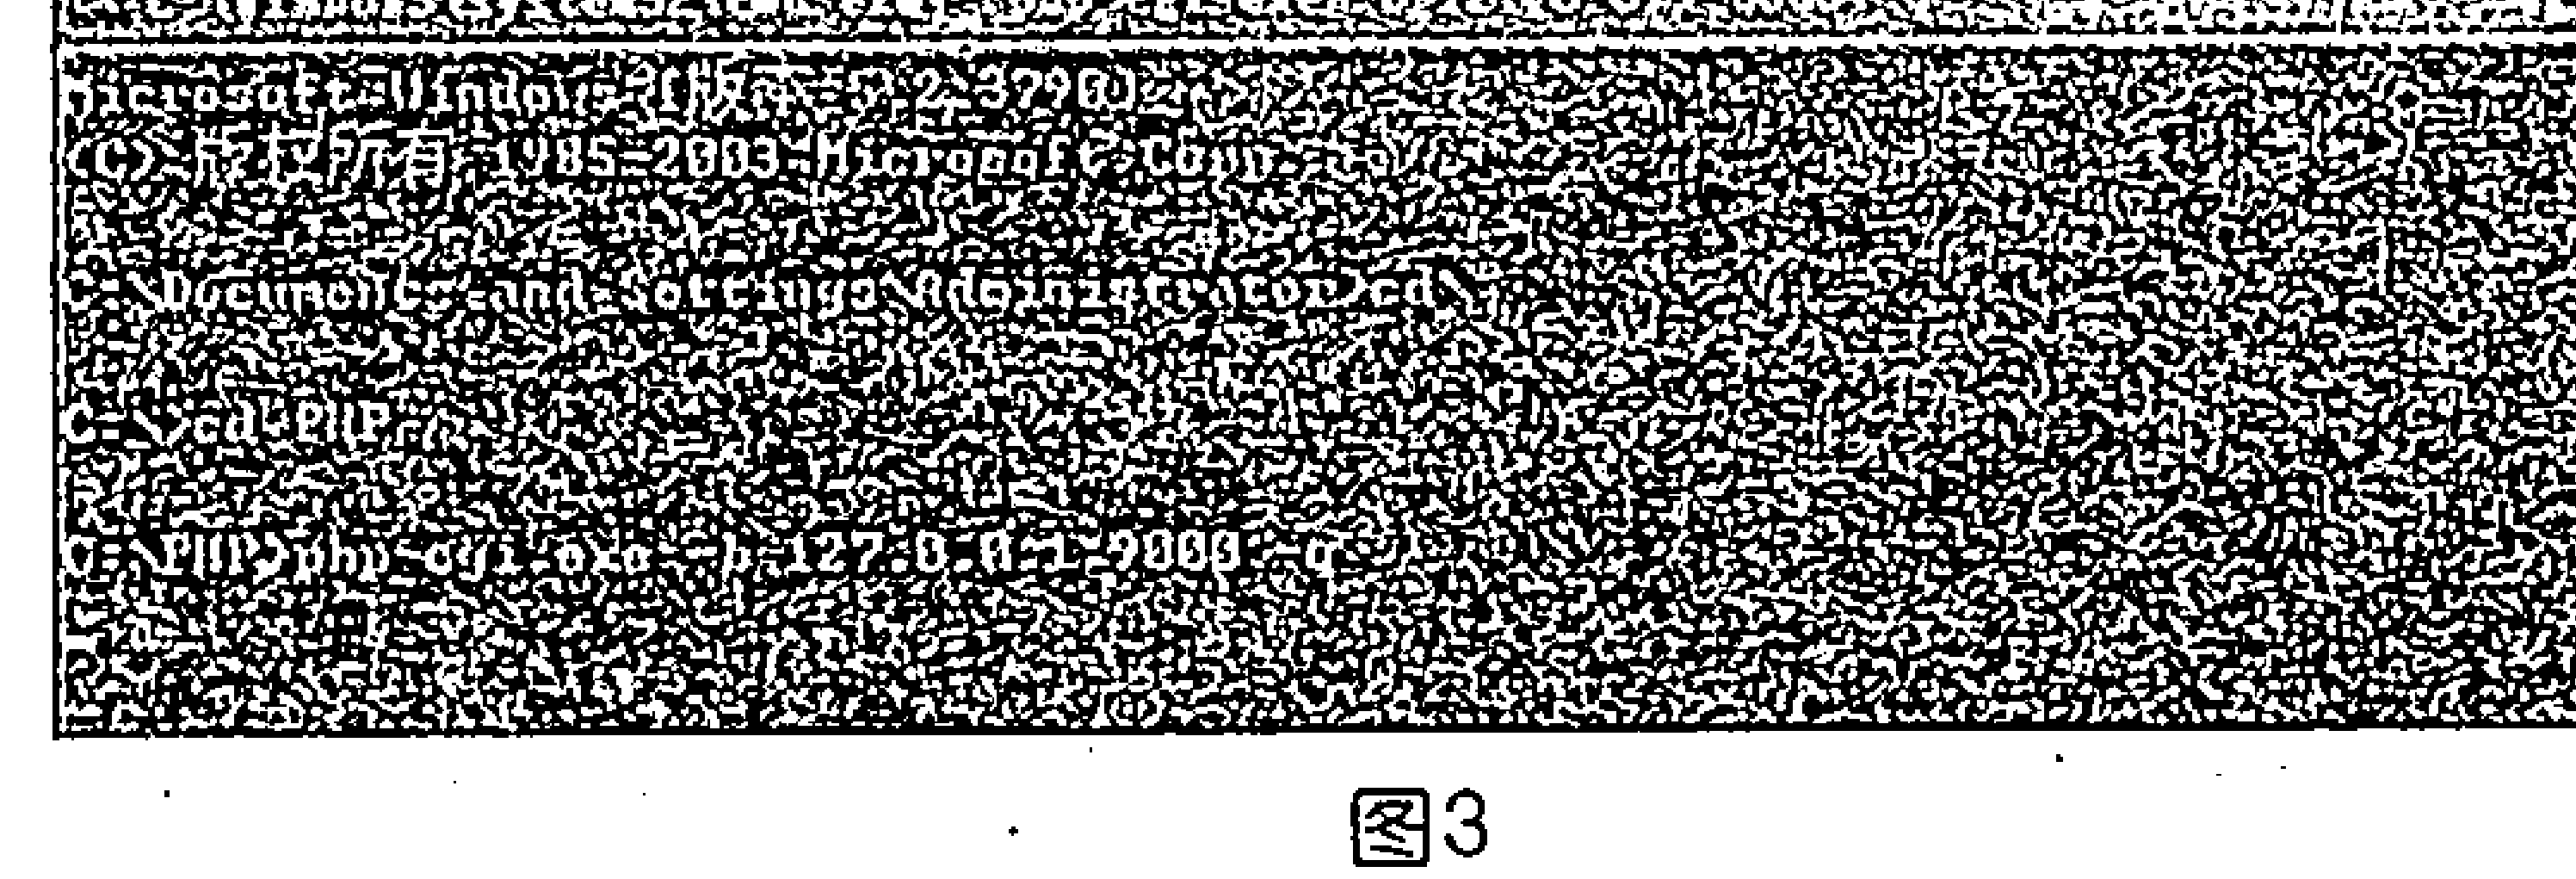 Microsoft Windows [版本 5.2.3790]
(C) 版权所有 1985-2003 Microsoft Corp.
C:\Documents and Settings\Administrator>cd\
C:\>cd PHP
C:\PHP>php-cgi.exe -b 127.0.0.1:9000 -q
图3